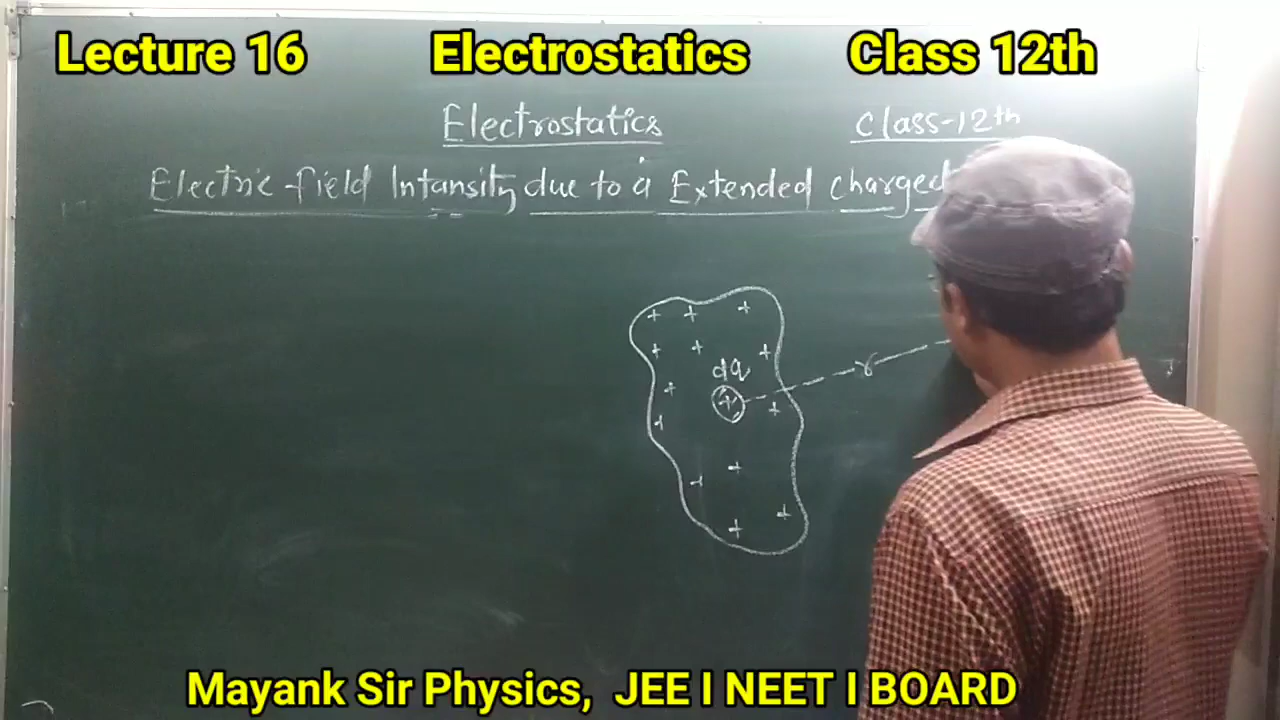 Lecture 16 Electrostatics Class 12th
Electrostatics Class-12th
Electric field Intansity due to a Extended charged
+ + +
+ + +
dq
+
+ r
+
+
+
+
+
+
Mayank Sir Physics, JEE I NEET I BOARD